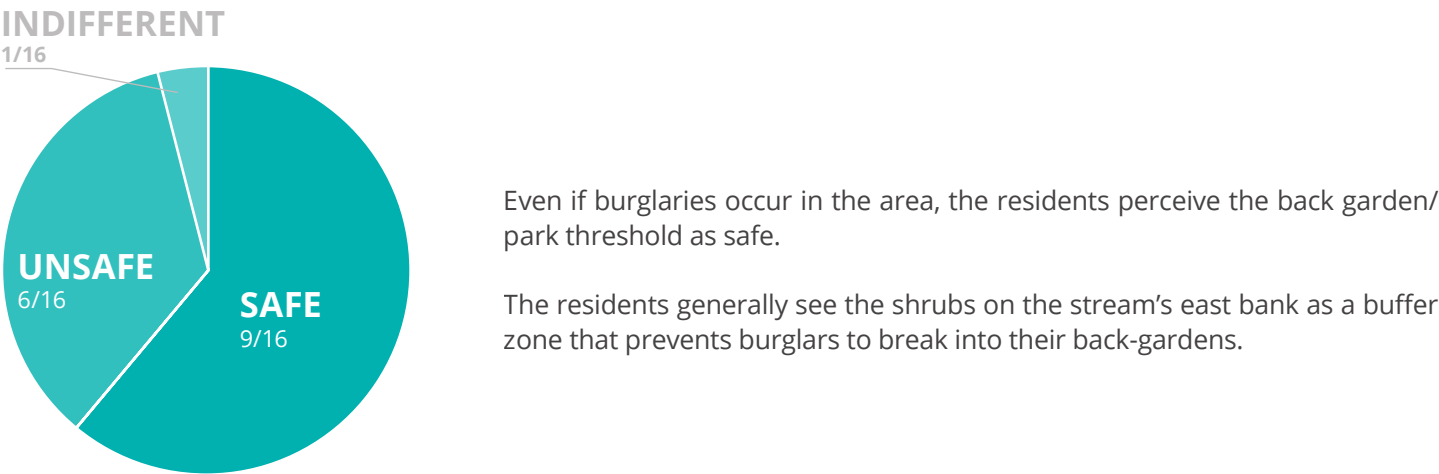 INDIFFERENT
1/16
UNSAFE
6/16
SAFE
9/16
Even if burglaries occur in the area, the residents perceive the back garden/
park threshold as safe.
The residents generally see the shrubs on the stream’s east bank as a buffer
zone that prevents burglars to break into their back-gardens.